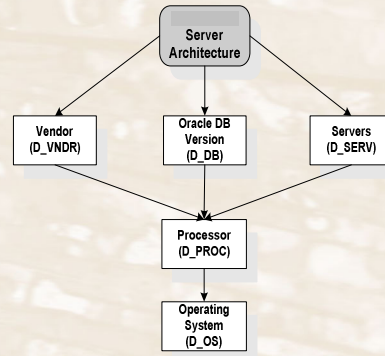 Server
Architecture
Vendor
(D_VNDR)
Oracle DB
Version
(D_DB)
Servers
(D_SERV)
Processor
(D_PROC)
Operating
System
(D_OS)